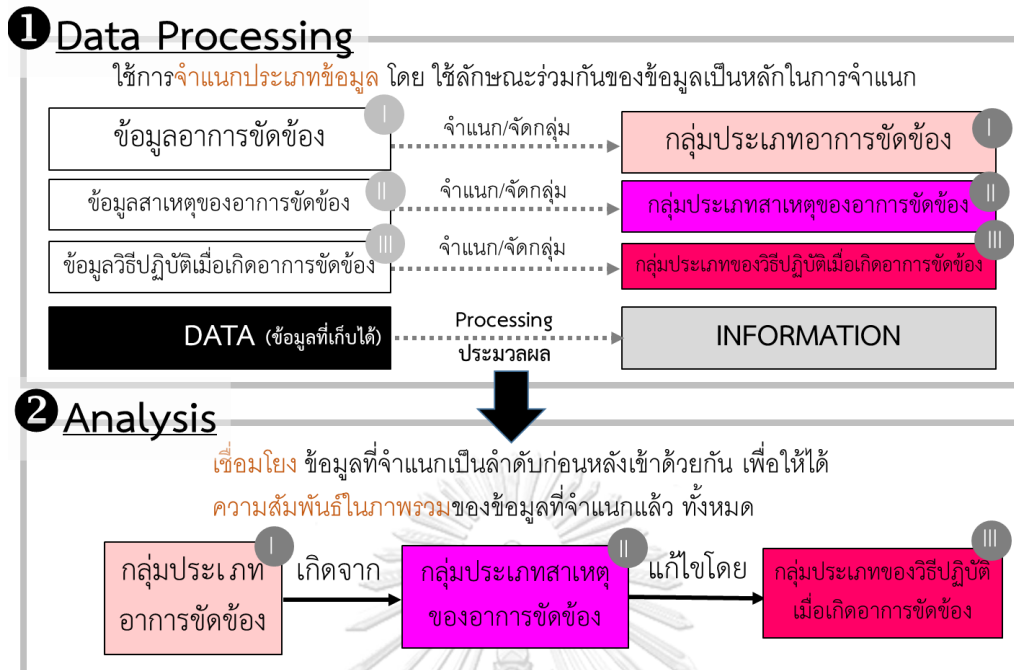 ❶ Data Processing
ใช้การจำแนกประเภทข้อมูล โดย ใช้ลักษณะร่วมกันของข้อมูลเป็นหลักในการจำแนก
ข้อมูลอาการขัดข้อง I จำแนก/จัดกลุ่ม กลุ่มประเภทอาการขัดข้อง I
ข้อมูลสาเหตุของอาการขัดข้อง II จำแนก/จัดกลุ่ม กลุ่มประเภทสาเหตุของอาการขัดข้อง II
ข้อมูลวิธีปฏิบัติเมื่อเกิดอาการขัดข้อง III จำแนก/จัดกลุ่ม กลุ่มประเภทของวิธีปฏิบัติเมื่อเกิดอาการขัดข้อง III
DATA (ข้อมูลที่เก็บได้) Processing INFORMATION
ประมวลผล
❷ Analysis
เชื่อมโยง ข้อมูลที่จำแนกเป็นลำดับก่อนหลังเข้าด้วยกัน เพื่อให้ได้
ความสัมพันธ์ในภาพรวมของข้อมูลที่จำแนกแล้ว ทั้งหมด
I
กลุ่มประเภท
อาการขัดข้อง
เกิดจาก
II
กลุ่มประเภทสาเหตุ
ของอาการขัดข้อง
แก้ไขโดย
III
กลุ่มประเภทของวิธีปฏิบัติ
เมื่อเกิดอาการขัดข้อง